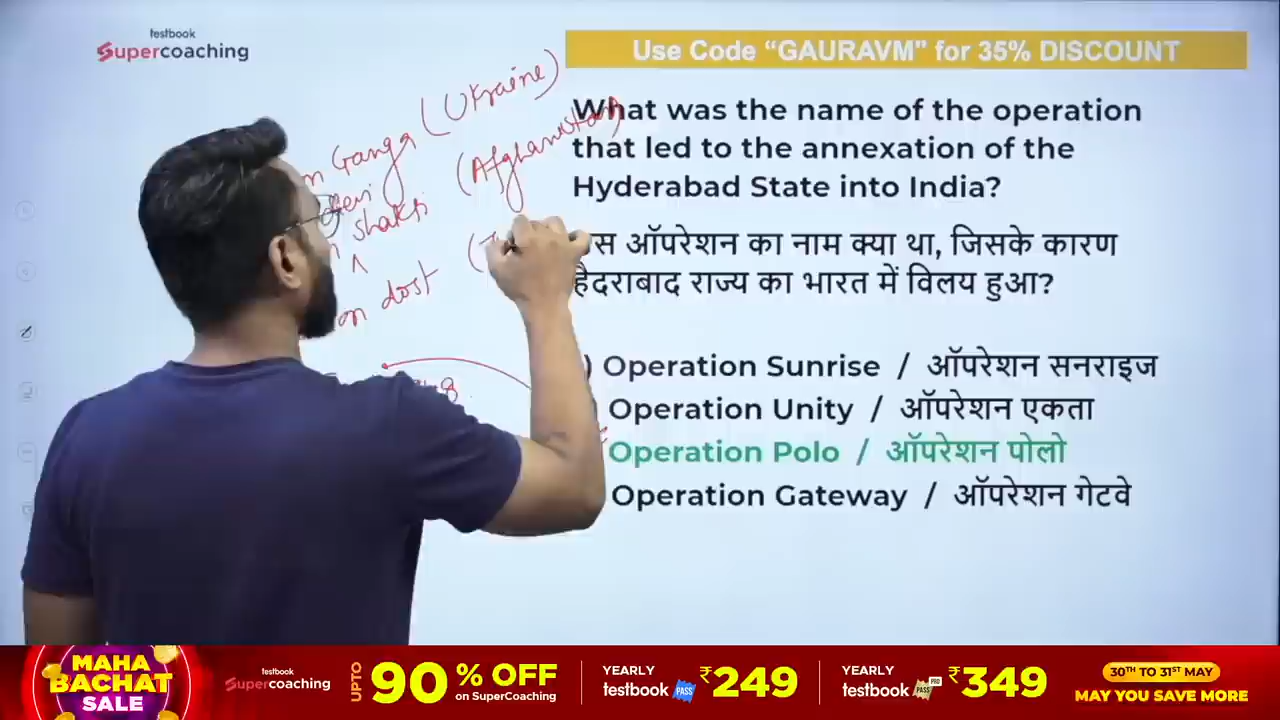 testbook
Supercoaching
Use Code “GAURAVM” for 35% DISCOUNT
Ganga (Ukraine)
(Afghanistan)
shakti
dost
What was the name of the operation
that led to the annexation of the
Hyderabad State into India?
ऑपरेशन का नाम क्या था, जिसके कारण
हैदराबाद राज्य का भारत में विलय हुआ?
Operation Sunrise / ऑपरेशन सनराइज
Operation Unity / ऑपरेशन एकता
Operation Polo / ऑपरेशन पोलो
Operation Gateway / ऑपरेशन गेटवे
MAHA
BACHAT
SALE
testbook
Supercoaching
UPTO 90% OFF
on SuperCoaching
YEARLY
testbook PASS
₹249
YEARLY
testbook PASS PRO
₹349
30TH TO 31ST MAY
MAY YOU SAVE MORE